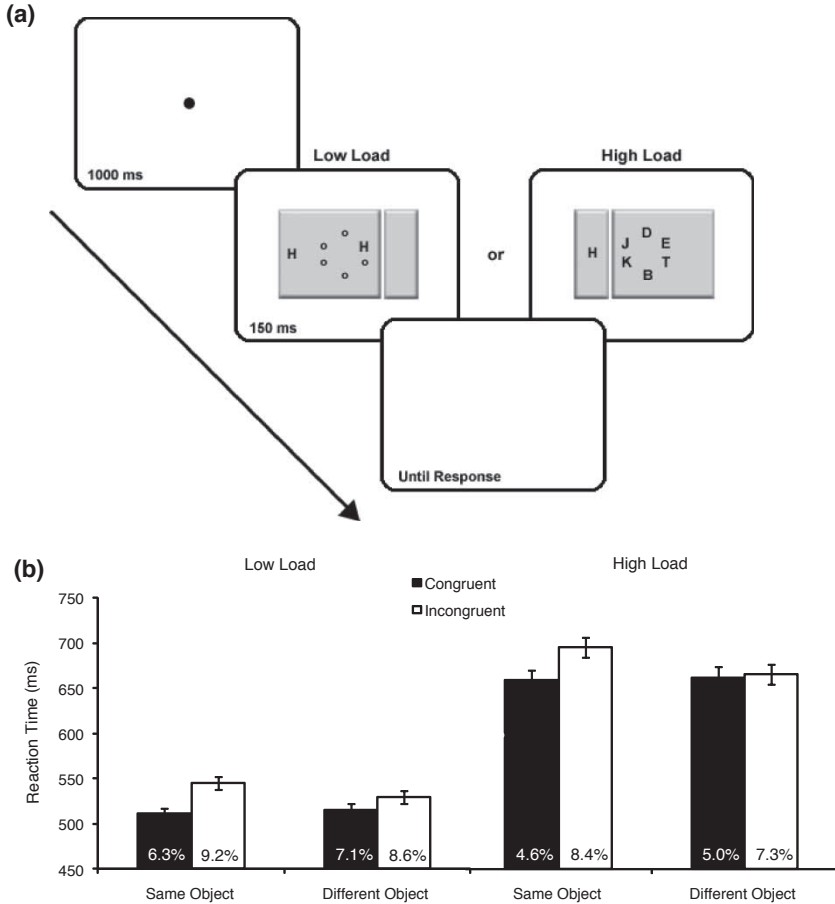 (a)
1000 ms
Low Load
High Load
H
o
o
H
o
o
o
150 ms
or
H
D
J
E
K
T
B
Until Response
(b)
Low Load
High Load
Congruent
Incongruent
Reaction Time (ms)
750
700
650
600
550
500
450
6.3%
9.2%
7.1%
8.6%
4.6%
8.4%
5.0%
7.3%
Same Object
Different Object
Same Object
Different Object